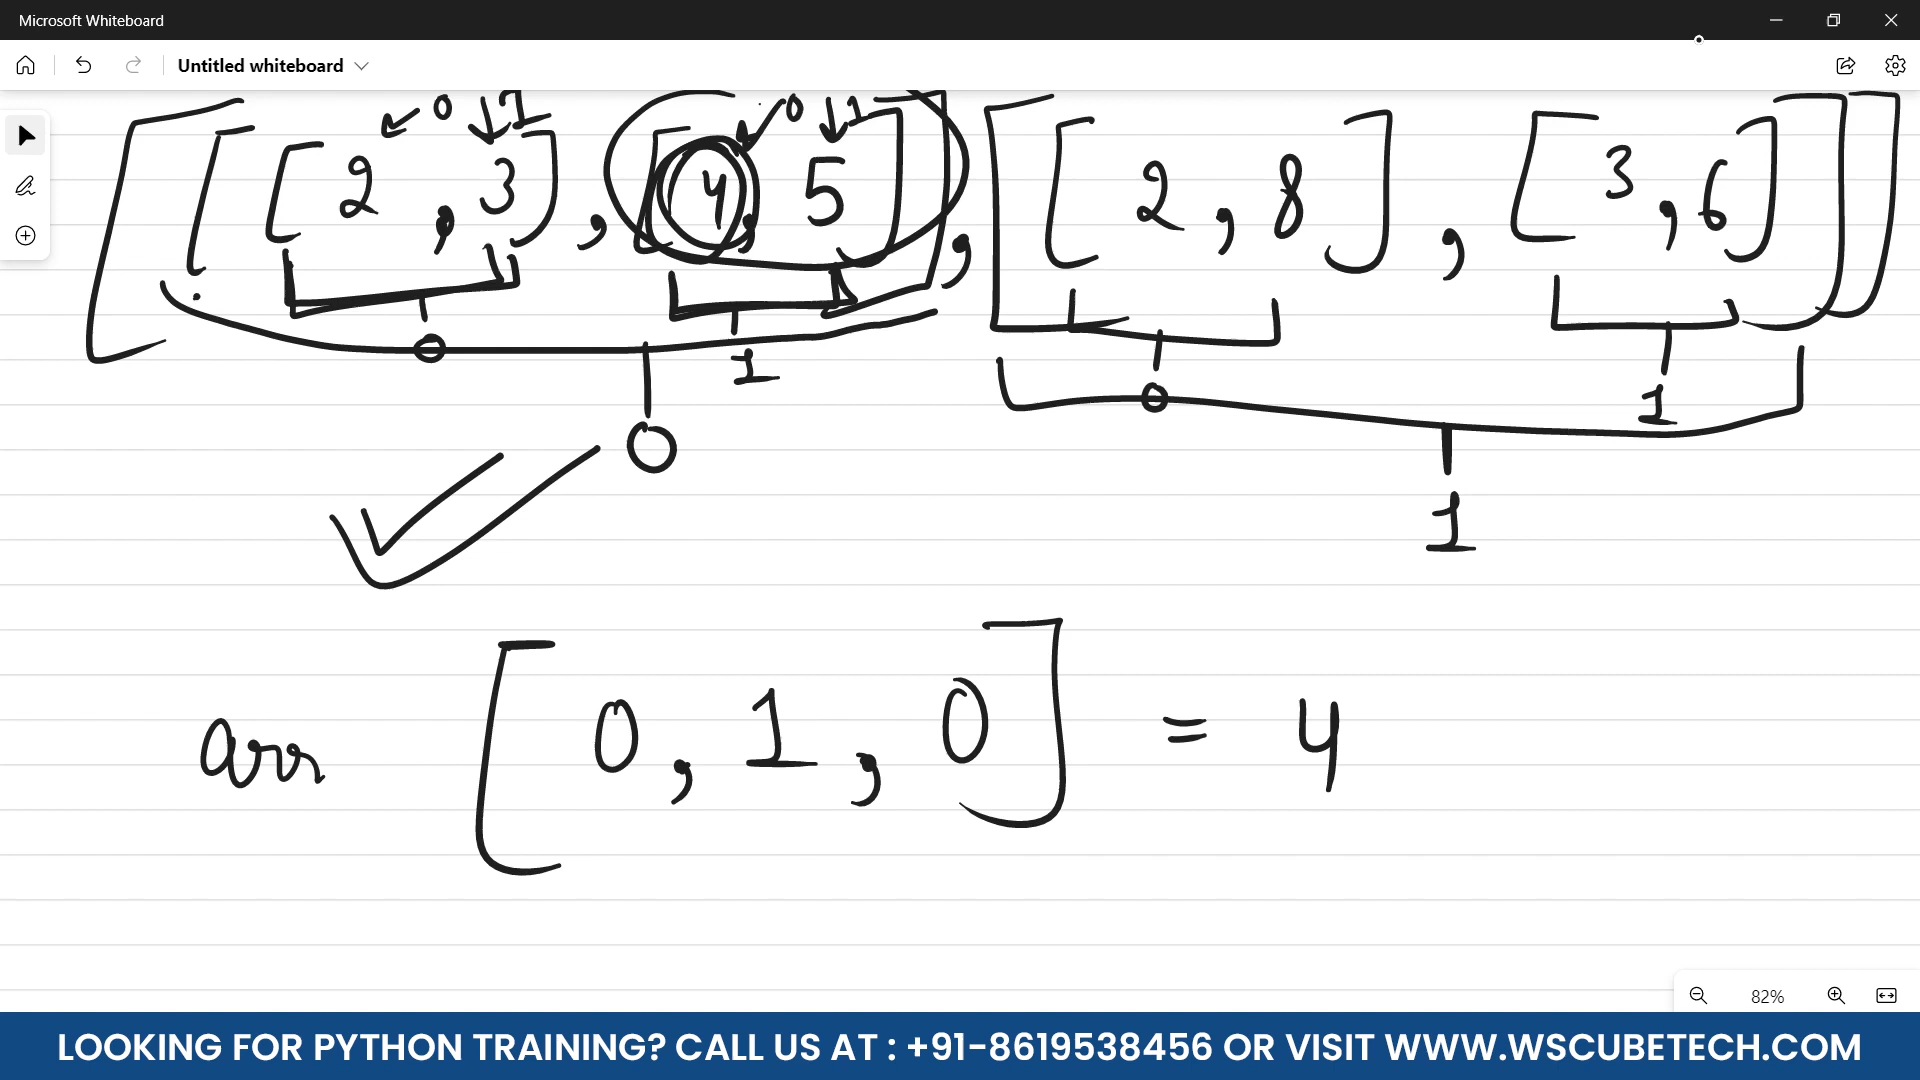 Microsoft Whiteboard
Untitled whiteboard
0 1 0 1
[ [ [ 2 , 3 ] , [ 4 , 5 ] ] , [ [ 2 , 8 ] , [ 3 , 6 ] ] ]
0 1 0 1
0 1
arr [ 0 , 1 , 0 ] = 4
82%
LOOKING FOR PYTHON TRAINING? CALL US AT : +91-8619538456 OR VISIT WWW.WSCUBETECH.COM